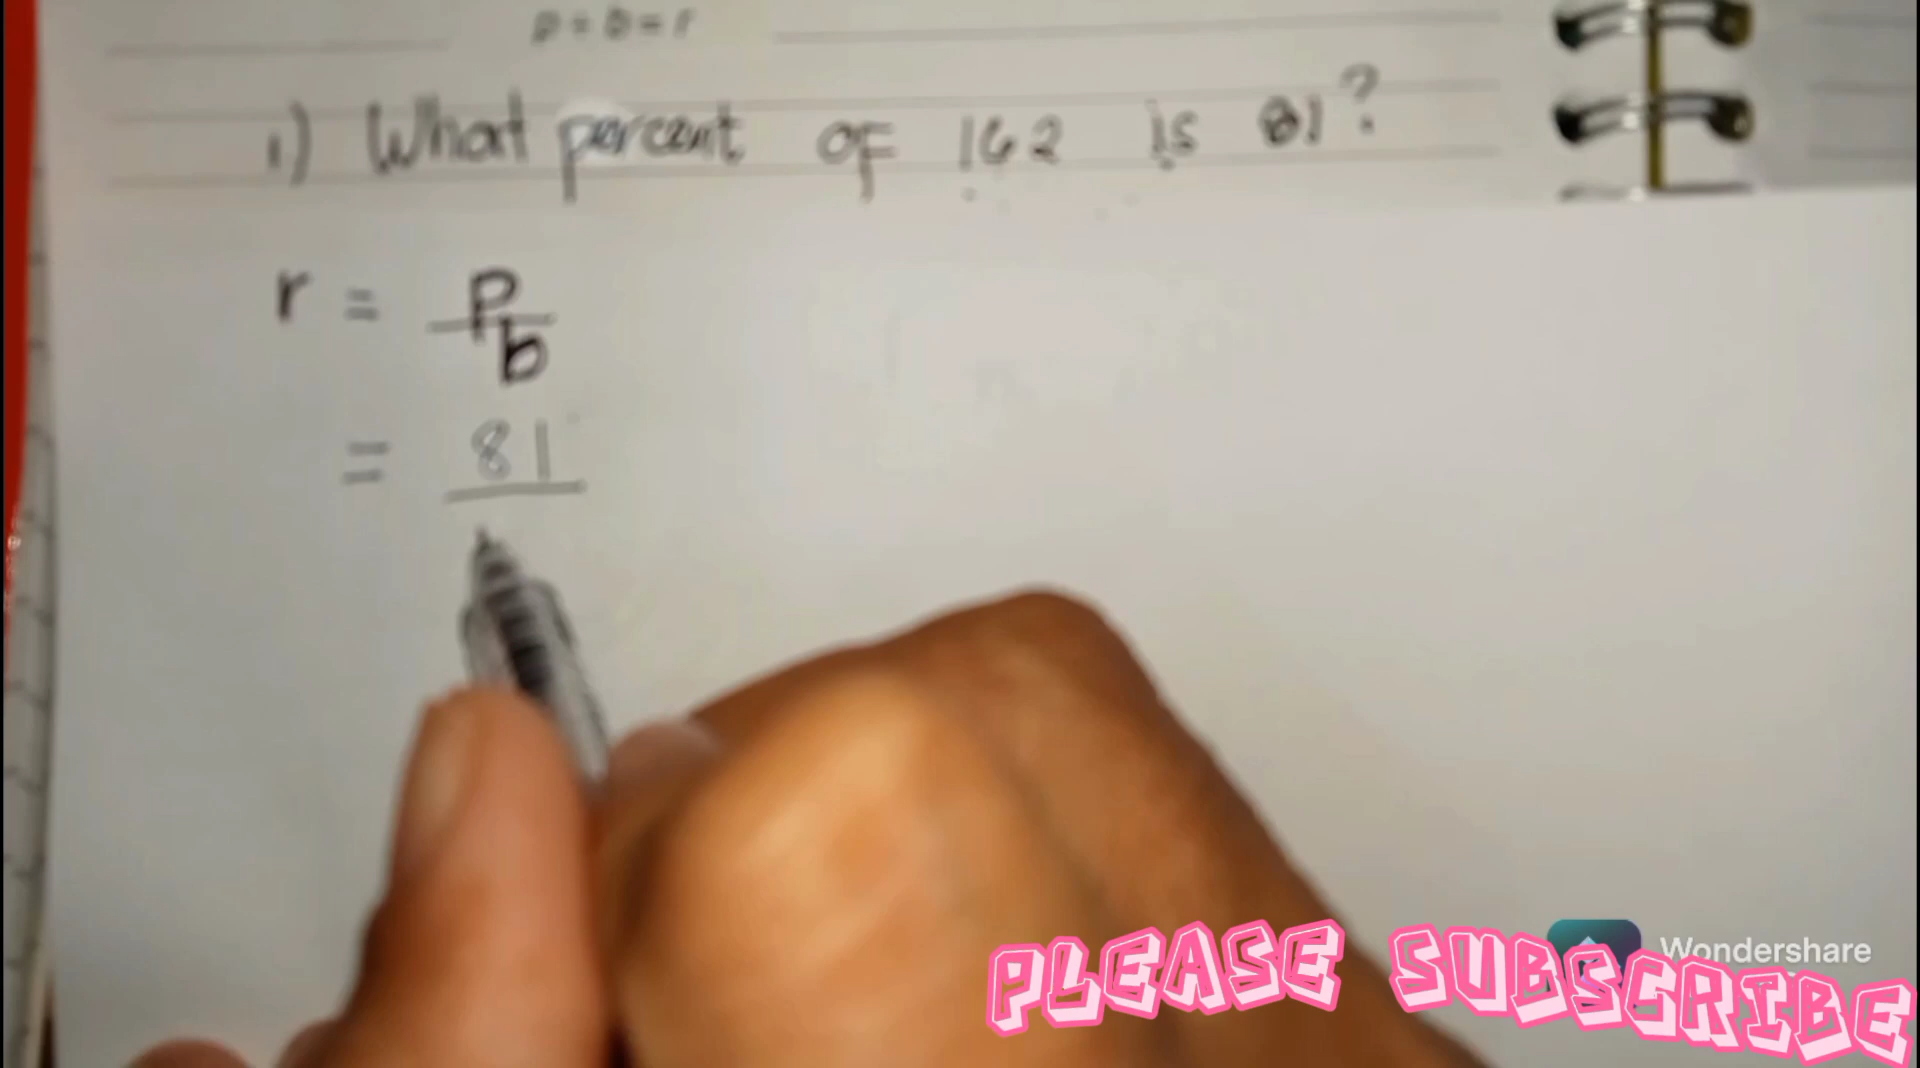 1) What percent of 162 is 81?
r = P/b
= 81
Wondershare
PLEASE SUBSCRIBE